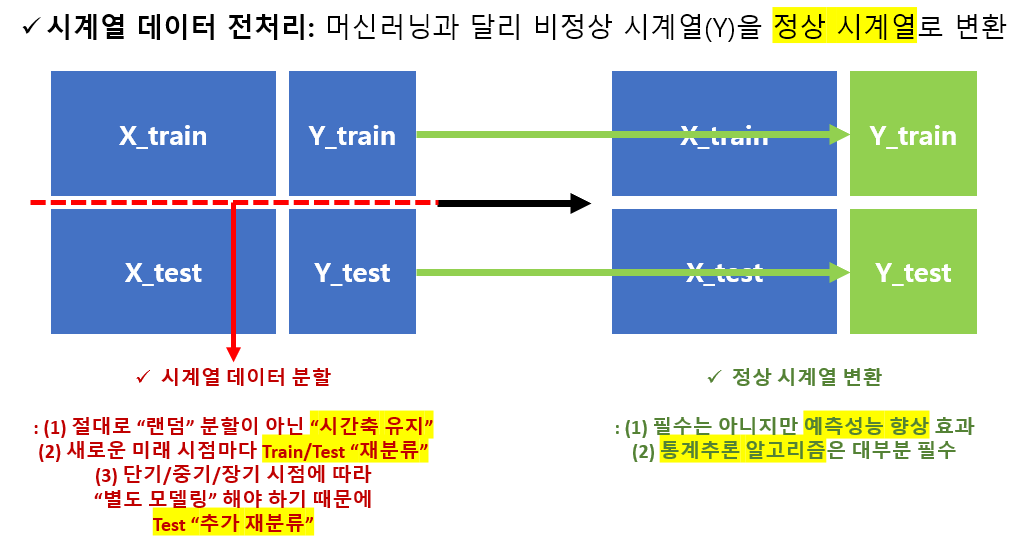 ✓ 시계열 데이터 전처리: 머신러닝과 달리 비정상 시계열(Y)을 정상 시계열로 변환
X_train Y_train X_train Y_train
X_test Y_test X_test Y_test
✓ 시계열 데이터 분할
: (1) 절대로 “랜덤” 분할이 아닌 “시간축 유지”
(2) 새로운 미래 시점마다 Train/Test “재분류”
(3) 단기/중기/장기 시점에 따라
“별도 모델링” 해야 하기 때문에
Test “추가 재분류”
✓ 정상 시계열 변환
: (1) 필수는 아니지만 예측성능 향상 효과
(2) 통계추론 알고리즘은 대부분 필수